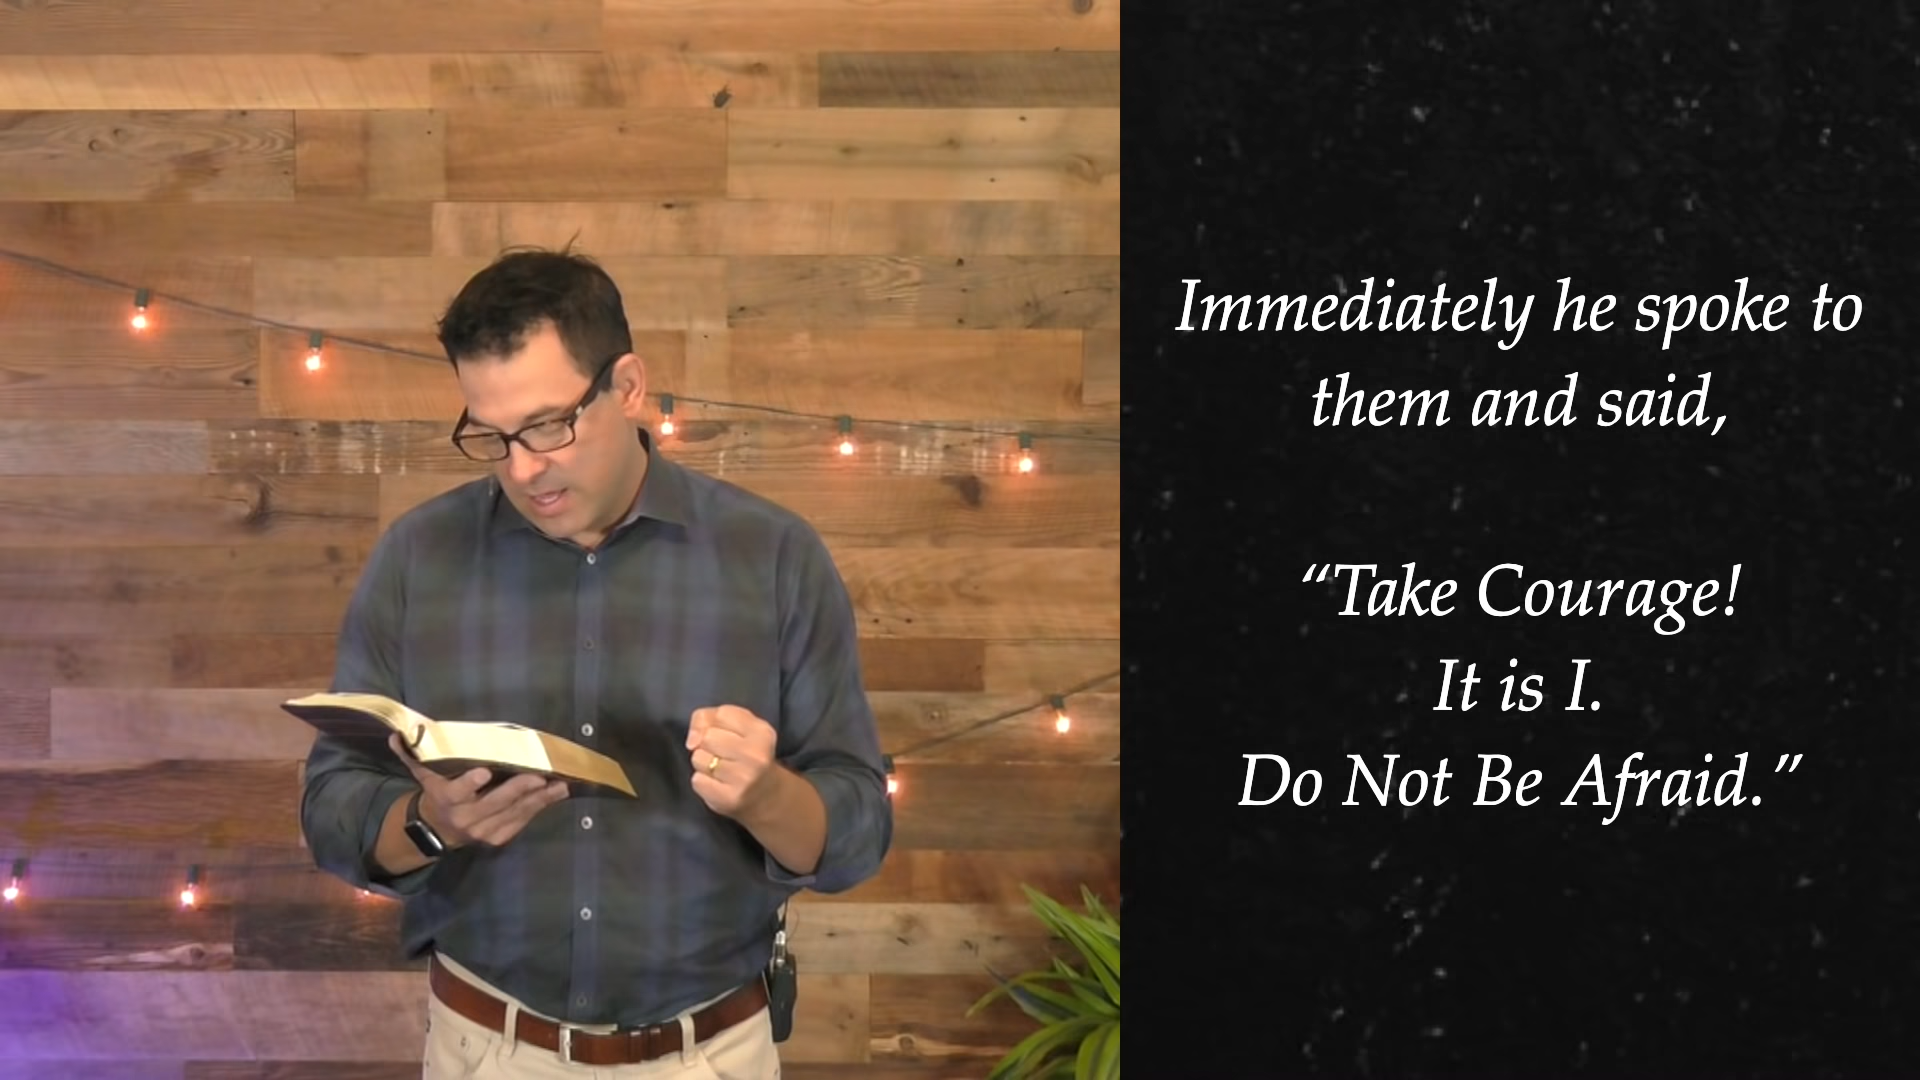 Immediately he spoke to
them and said,
“Take Courage!
It is I.
Do Not Be Afraid.”